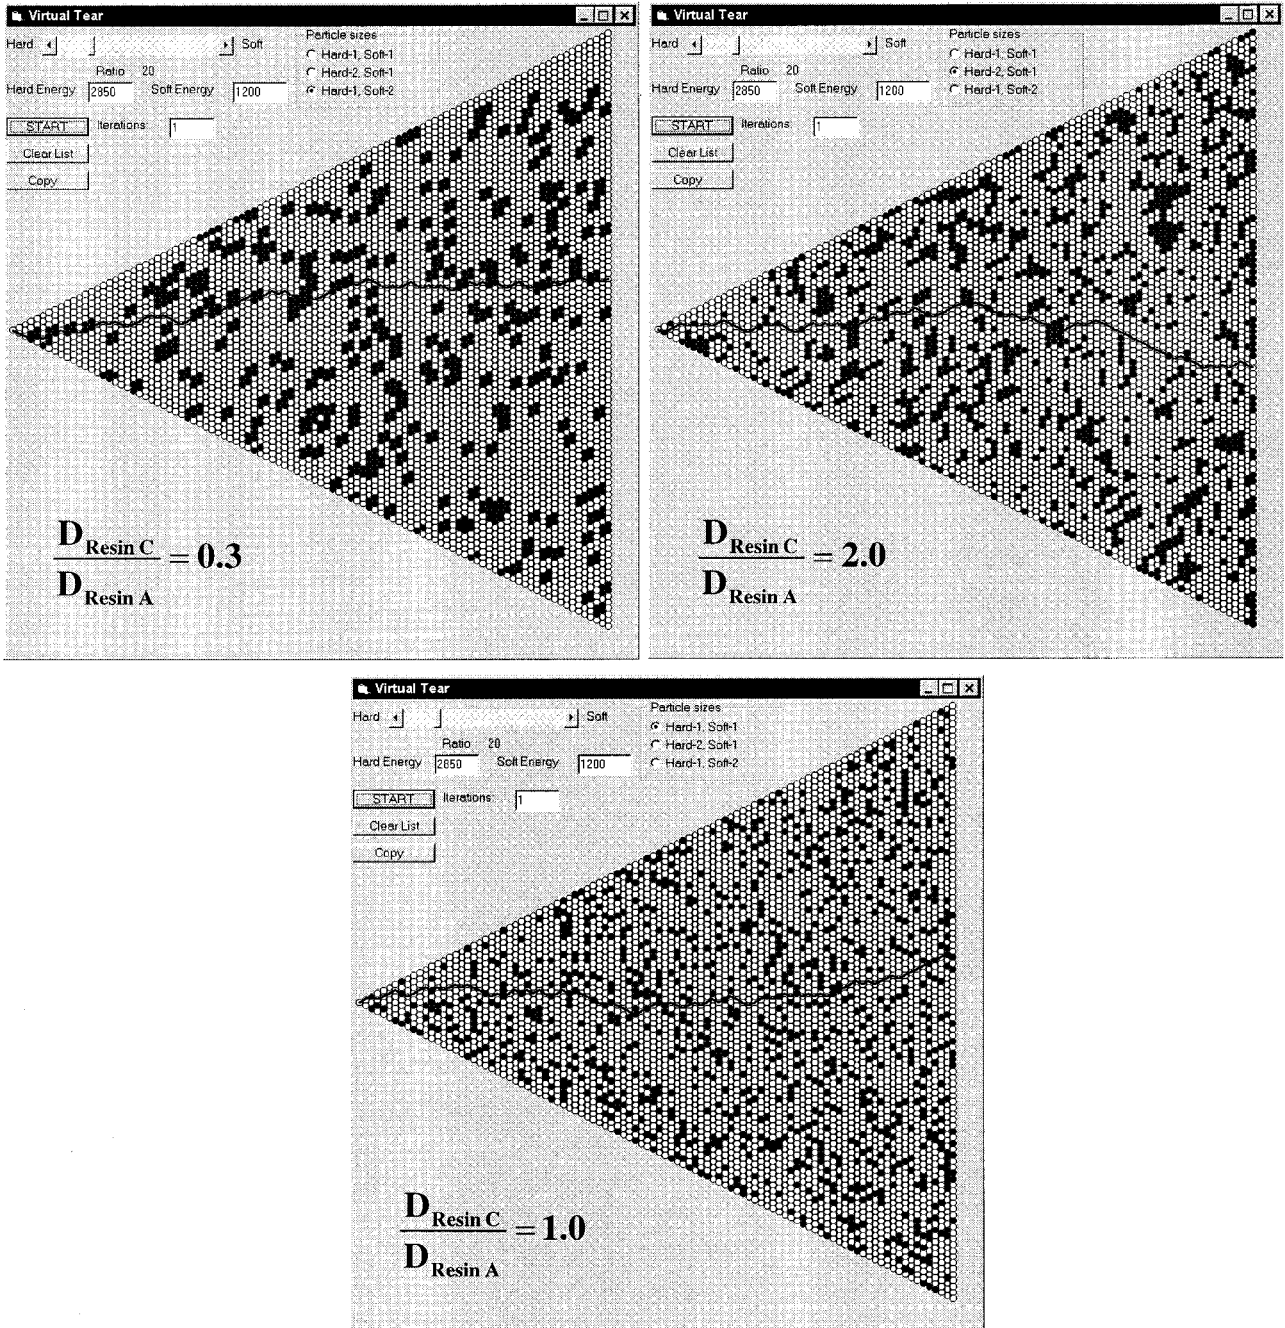 Virtual Tear
Hard Soft
Ratio 20
Hard Energy 2850 Soft Energy 1200
Particle sizes
Hard-1, Soft-1
Hard-2, Soft-1
Hard-1, Soft-2
START Iterations: 1
Clear List
Copy
D Resin C / D Resin A = 0.3
Virtual Tear
Hard Soft
Ratio 20
Hard Energy 2850 Soft Energy 1200
Particle sizes
Hard-1, Soft-1
Hard-2, Soft-1
Hard-1, Soft-2
START Iterations: 1
Clear List
Copy
D Resin C / D Resin A = 2.0
Virtual Tear
Hard Soft
Ratio 20
Hard Energy 2850 Soft Energy 1200
Particle sizes
Hard-1, Soft-1
Hard-2, Soft-1
Hard-1, Soft-2
START Iterations: 1
Clear List
Copy
D Resin C / D Resin A = 1.0